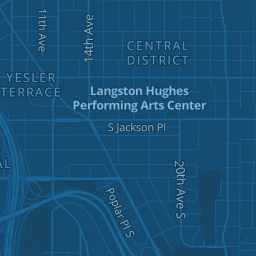 11th Ave
14th Ave
CENTRAL
DISTRICT
YESLER
TERRACE
Langston Hughes
Performing Arts Center
S Jackson Pl
AL
20th Ave S
Poplar Pl S